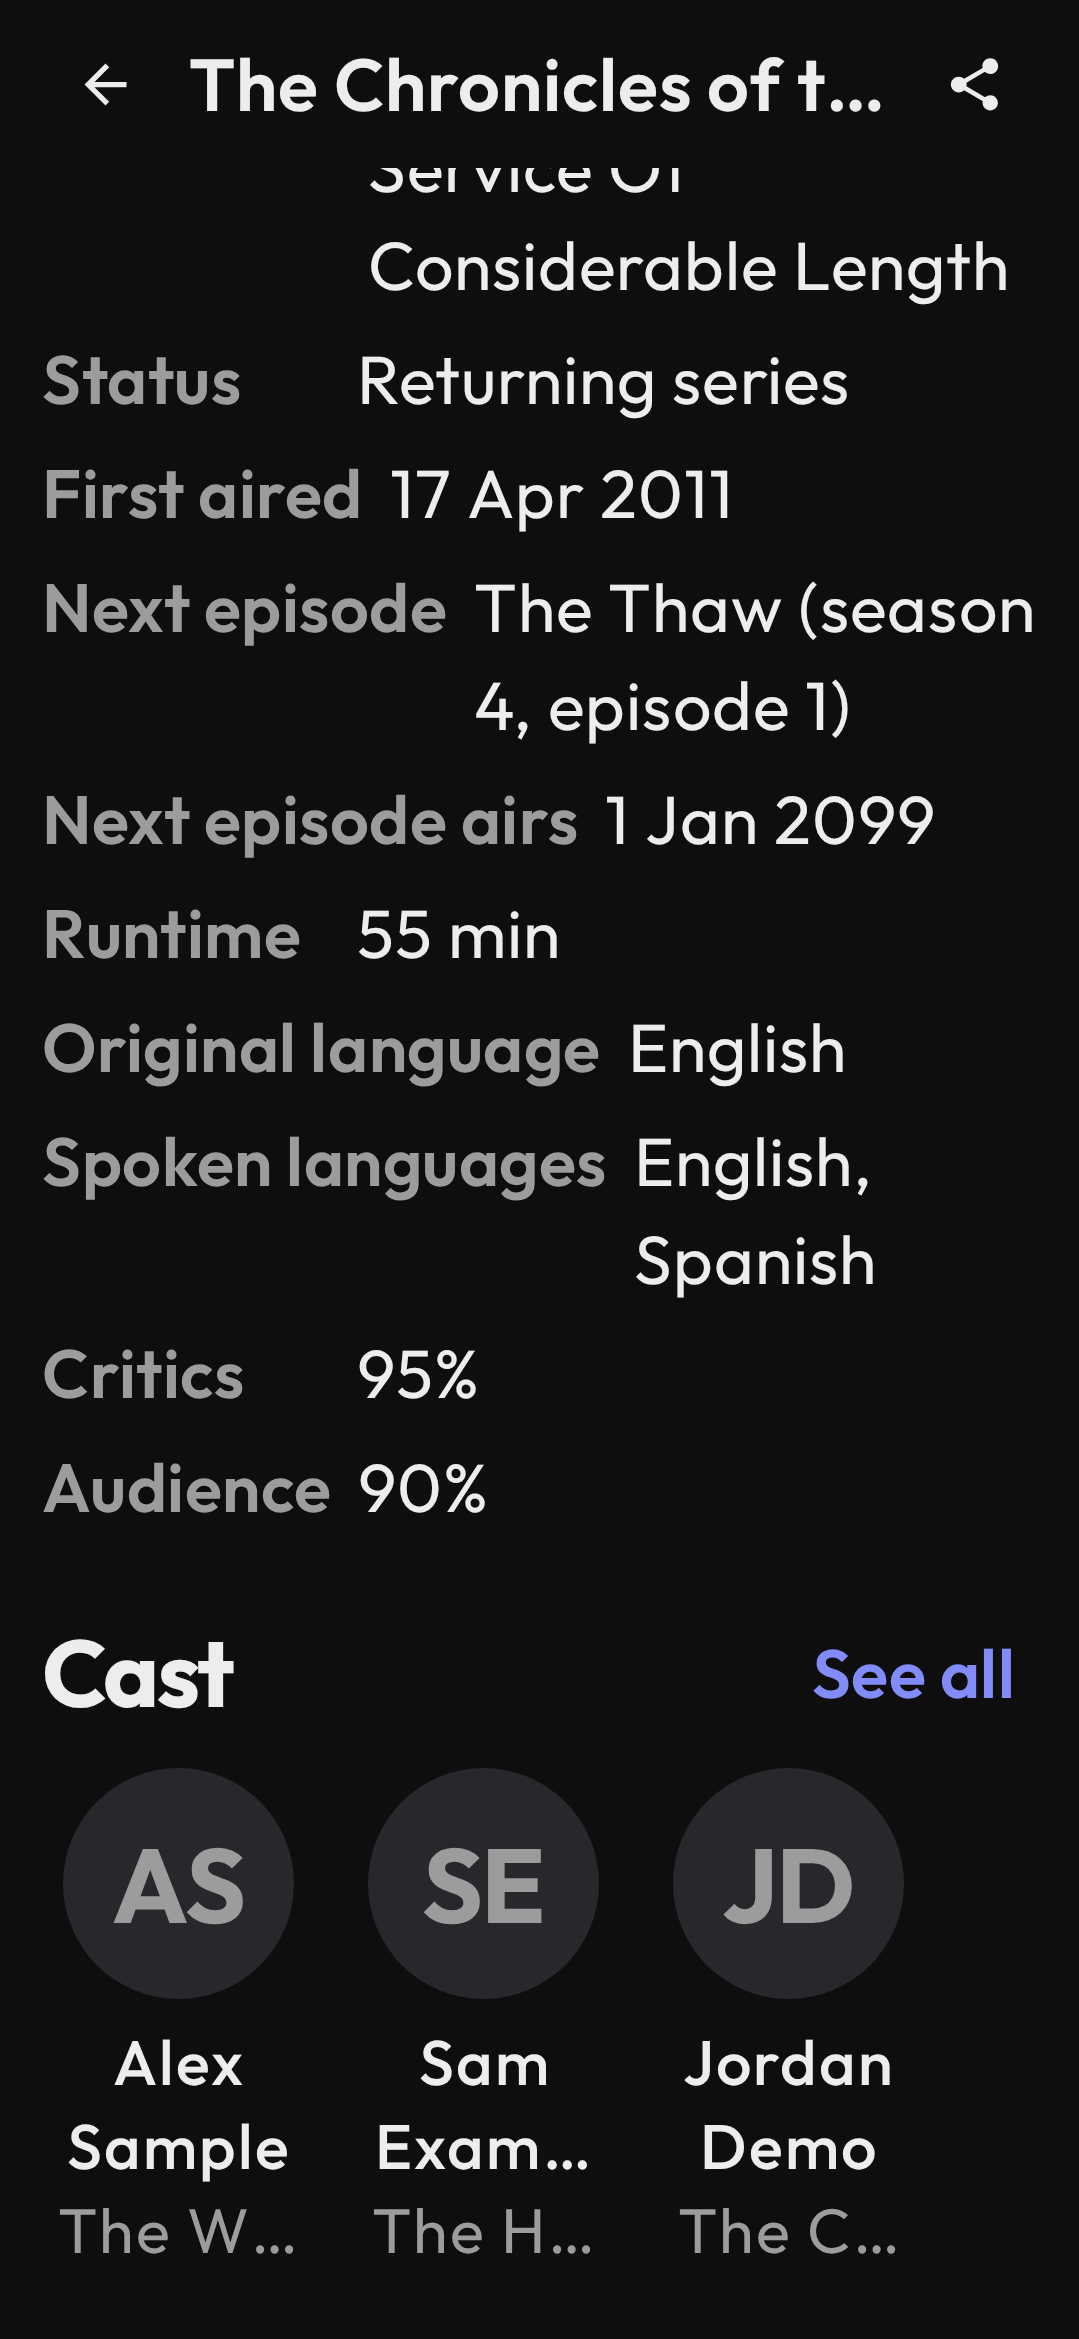 The Chronicles of t...
Service Of
Considerable Length
Status Returning series
First aired 17 Apr 2011
Next episode The Thaw (season
4, episode 1)
Next episode airs 1 Jan 2099
Runtime 55 min
Original language English
Spoken languages English,
Spanish
Critics 95%
Audience 90%
Cast See all
AS SE JD
Alex Sam Jordan
Sample Exam... Demo
The W... The H... The C...